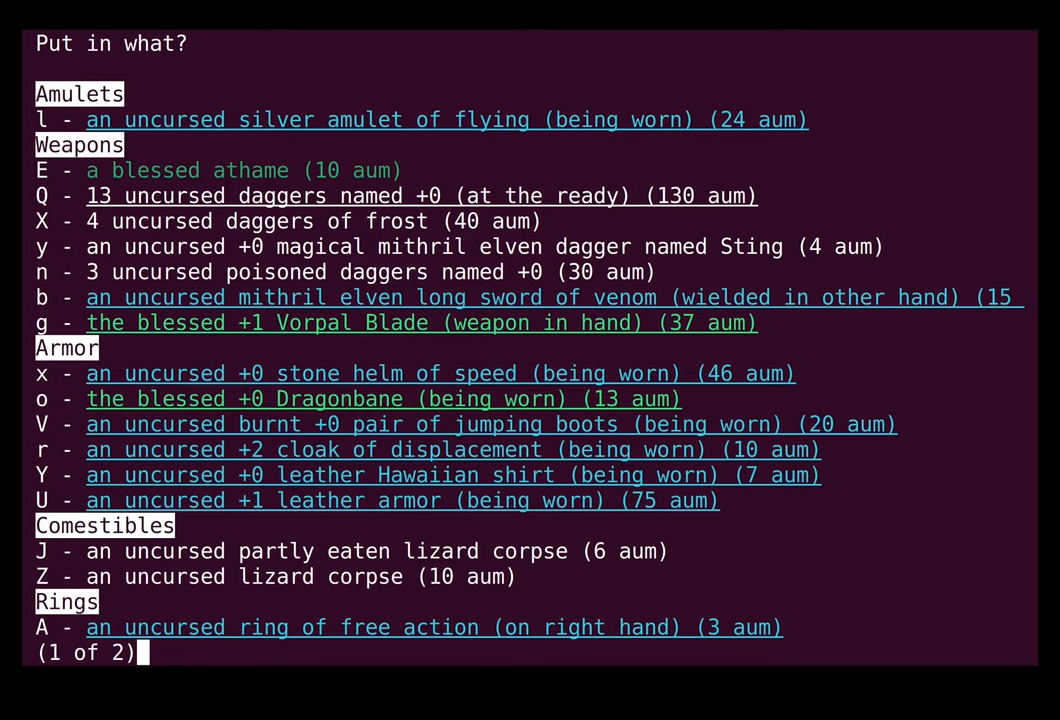 Put in what?
Amulets
l - an uncursed silver amulet of flying (being worn) (24 aum)
Weapons
E - a blessed athame (10 aum)
Q - 13 uncursed daggers named +0 (at the ready) (130 aum)
X - 4 uncursed daggers of frost (40 aum)
y - an uncursed +0 magical mithril elven dagger named Sting (4 aum)
n - 3 uncursed poisoned daggers named +0 (30 aum)
b - an uncursed mithril elven long sword of venom (wielded in other hand) (15
g - the blessed +1 Vorpal Blade (weapon in hand) (37 aum)
Armor
x - an uncursed +0 stone helm of speed (being worn) (46 aum)
o - the blessed +0 Dragonbane (being worn) (13 aum)
V - an uncursed burnt +0 pair of jumping boots (being worn) (20 aum)
r - an uncursed +2 cloak of displacement (being worn) (10 aum)
Y - an uncursed +0 leather Hawaiian shirt (being worn) (7 aum)
U - an uncursed +1 leather armor (being worn) (75 aum)
Comestibles
J - an uncursed partly eaten lizard corpse (6 aum)
Z - an uncursed lizard corpse (10 aum)
Rings
A - an uncursed ring of free action (on right hand) (3 aum)
(1 of 2)